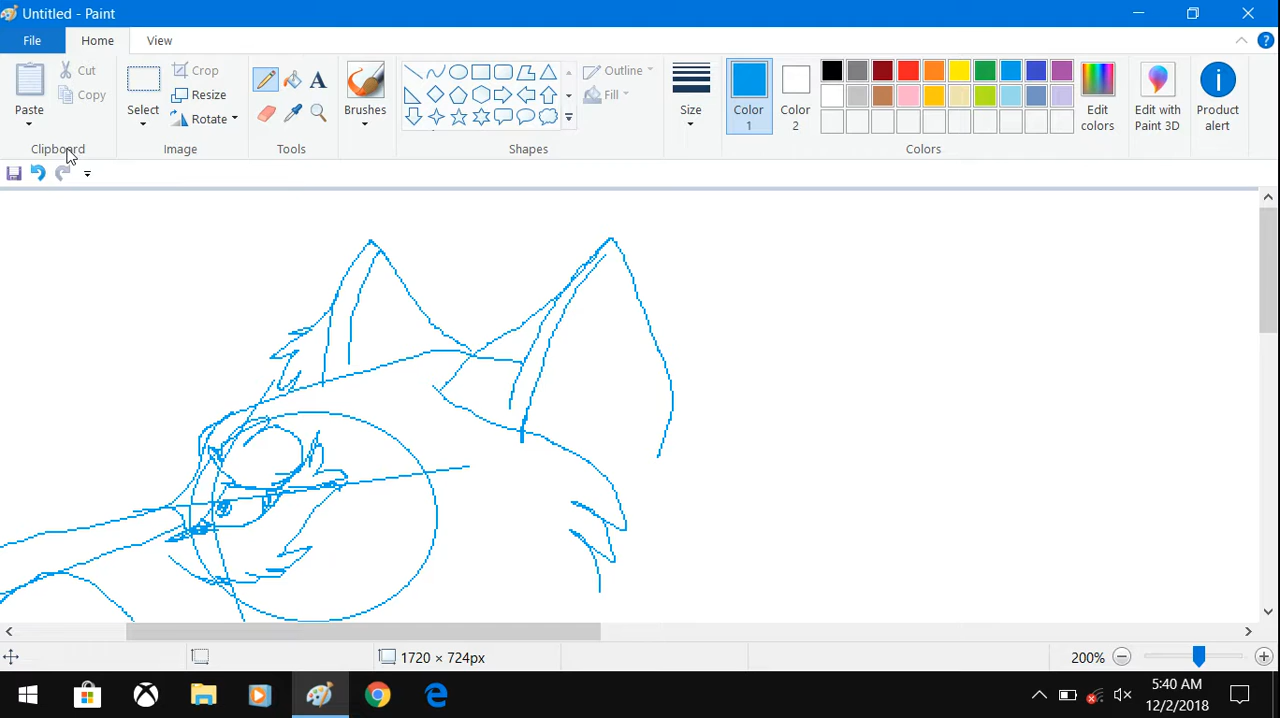 Untitled - Paint
File Home View
Paste
Cut
Copy
Clipboard
Select
Crop
Resize
Rotate
Image
A
Tools
Brushes
Outline
Fill
Shapes
Size
Color 1
Color 2
Edit colors
Colors
Edit with Paint 3D
Product alert
1720 × 724px
200%
5:40 AM
12/2/2018